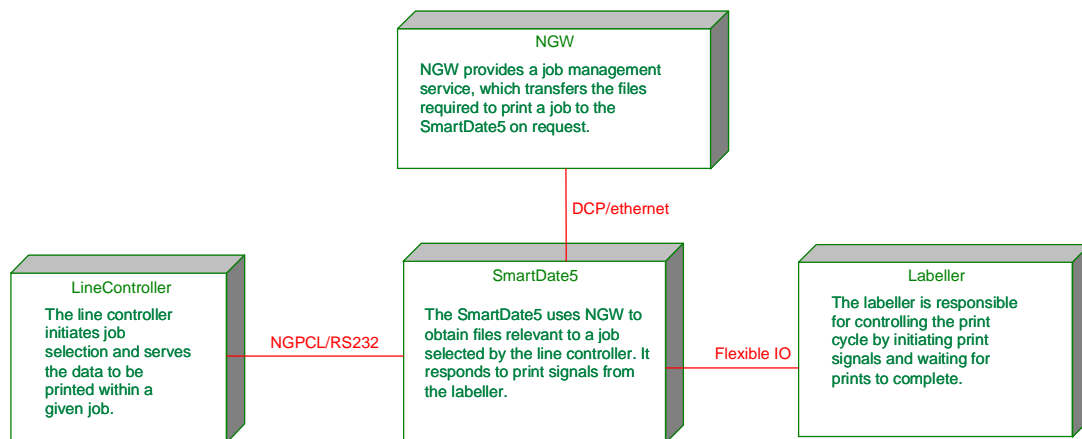 NGW
NGW provides a job management
service, which transfers the files
required to print a job to the
SmartDate5 on request.
DCP/ethernet
LineController
The line controller
initiates job
selection and serves
the data to be
printed within a
given job.
NGPCL/RS232
SmartDate5
The SmartDate5 uses NGW to
obtain files relevant to a job
selected by the line controller. It
responds to print signals from
the labeller.
Flexible IO
Labeller
The labeller is responsible
for controlling the print
cycle by initiating print
signals and waiting for
prints to complete.